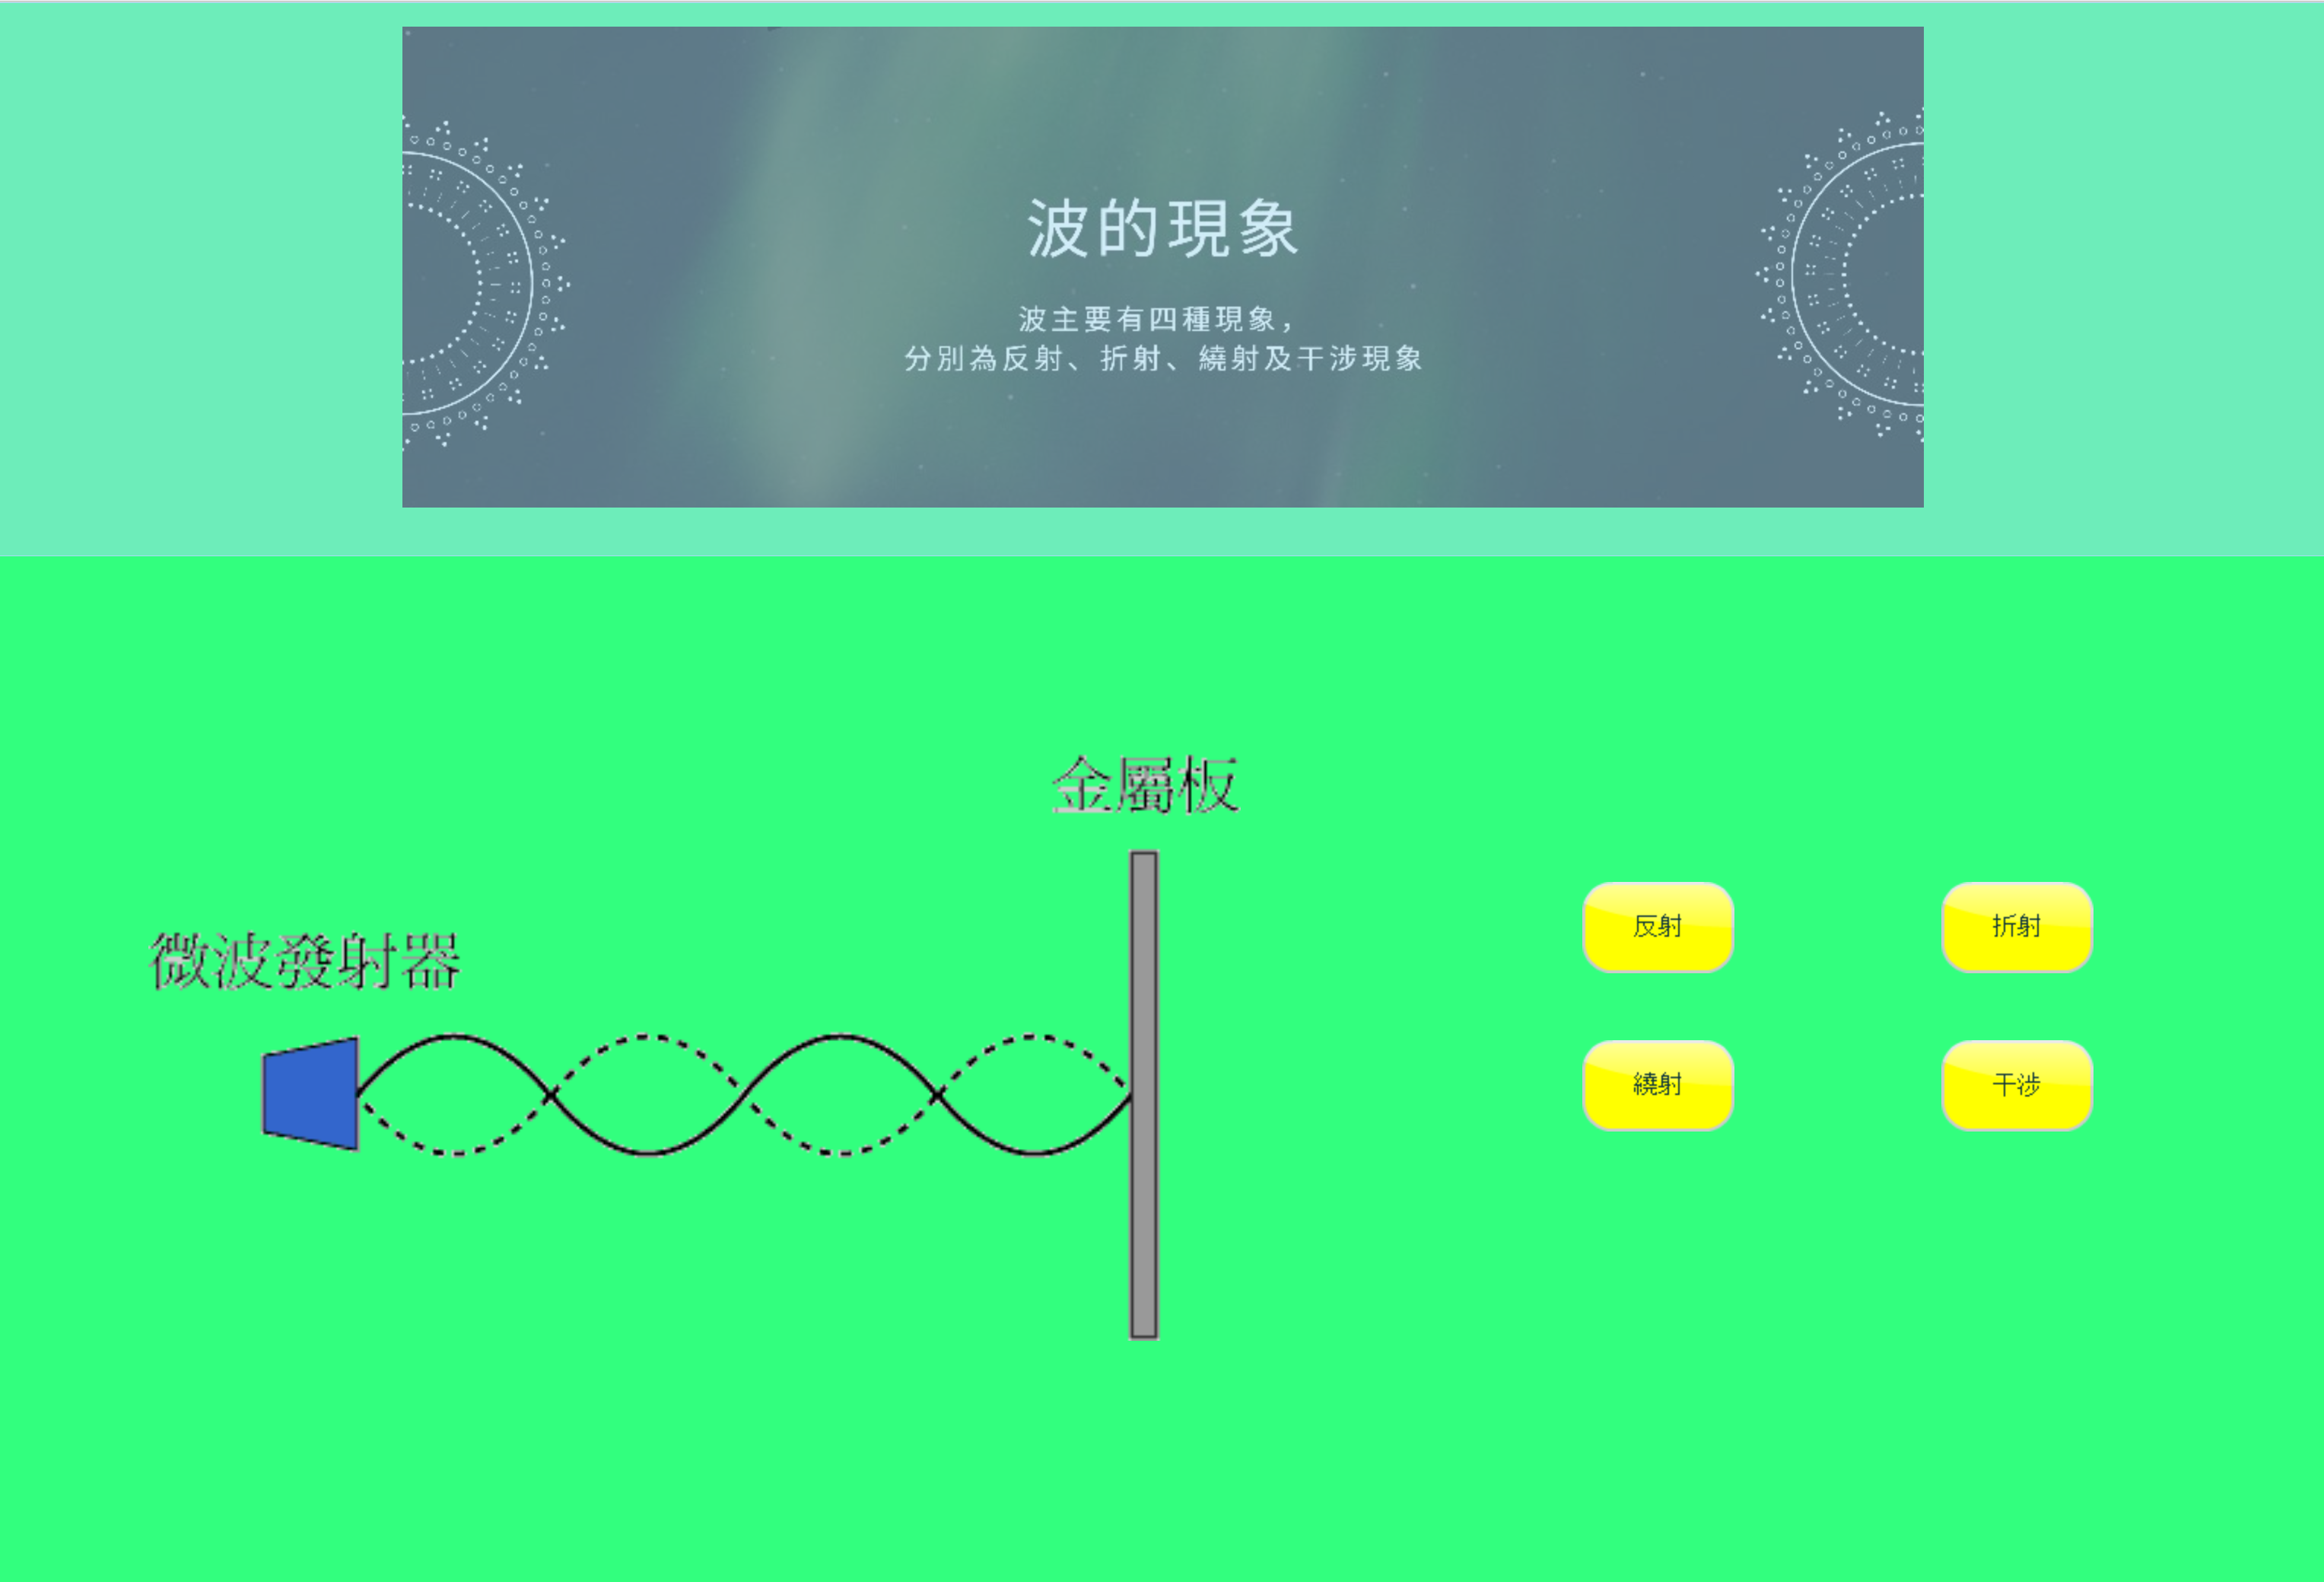 波的現象
波主要有四種現象，
分別為反射、折射、繞射及干涉現象
金屬板
微波發射器
反射
折射
繞射
干涉